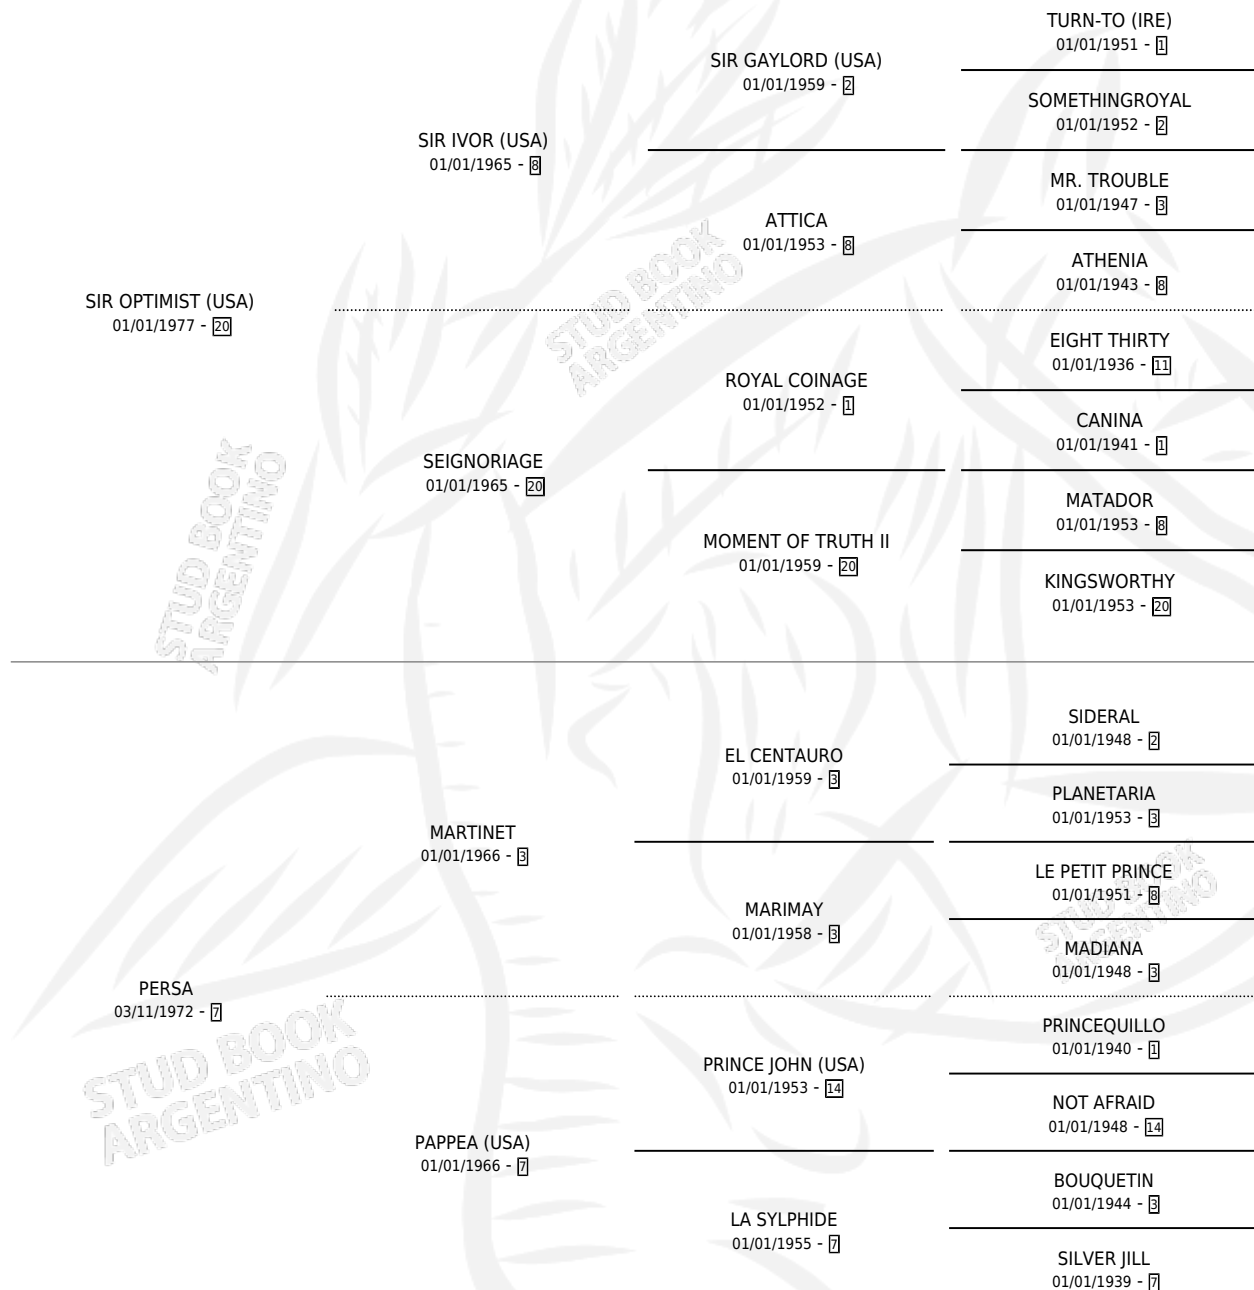 TURN-TO (IRE)
01/01/1951 - 1
SIR GAYLORD (USA)
01/01/1959 - 2
SOMETHINGROYAL
01/01/1952 - 2
SIR IVOR (USA)
01/01/1965 - 8
MR. TROUBLE
01/01/1947 - 3
ATTICA
01/01/1953 - 8
ATHENIA
01/01/1943 - 8
SIR OPTIMIST (USA)
01/01/1977 - 20
EIGHT THIRTY
01/01/1936 - 11
ROYAL COINAGE
01/01/1952 - 1
CANINA
01/01/1941 - 1
SEIGNORIAGE
01/01/1965 - 20
MATADOR
01/01/1953 - 8
MOMENT OF TRUTH II
01/01/1959 - 20
KINGSWORTHY
01/01/1953 - 20
SIDERAL
01/01/1948 - 2
EL CENTAURO
01/01/1959 - 3
PLANETARIA
01/01/1953 - 3
MARTINET
01/01/1966 - 3
LE PETIT PRINCE
01/01/1951 - 8
MARIMAY
01/01/1958 - 3
MADIANA
01/01/1948 - 3
PERSA
03/11/1972 - 7
PRINCEQUILLO
01/01/1940 - 1
PRINCE JOHN (USA)
01/01/1953 - 14
NOT AFRAID
01/01/1948 - 14
PAPPEA (USA)
01/01/1966 - 7
BOUQUETIN
01/01/1944 - 3
LA SYLPHIDE
01/01/1955 - 7
SILVER JILL
01/01/1939 - 7
STUD BOOK
ARGENTINO
STUD BOOK
ARGENTINO
STUD BOOK
ARGENTINO
STUD BOOK
ARGENTINO